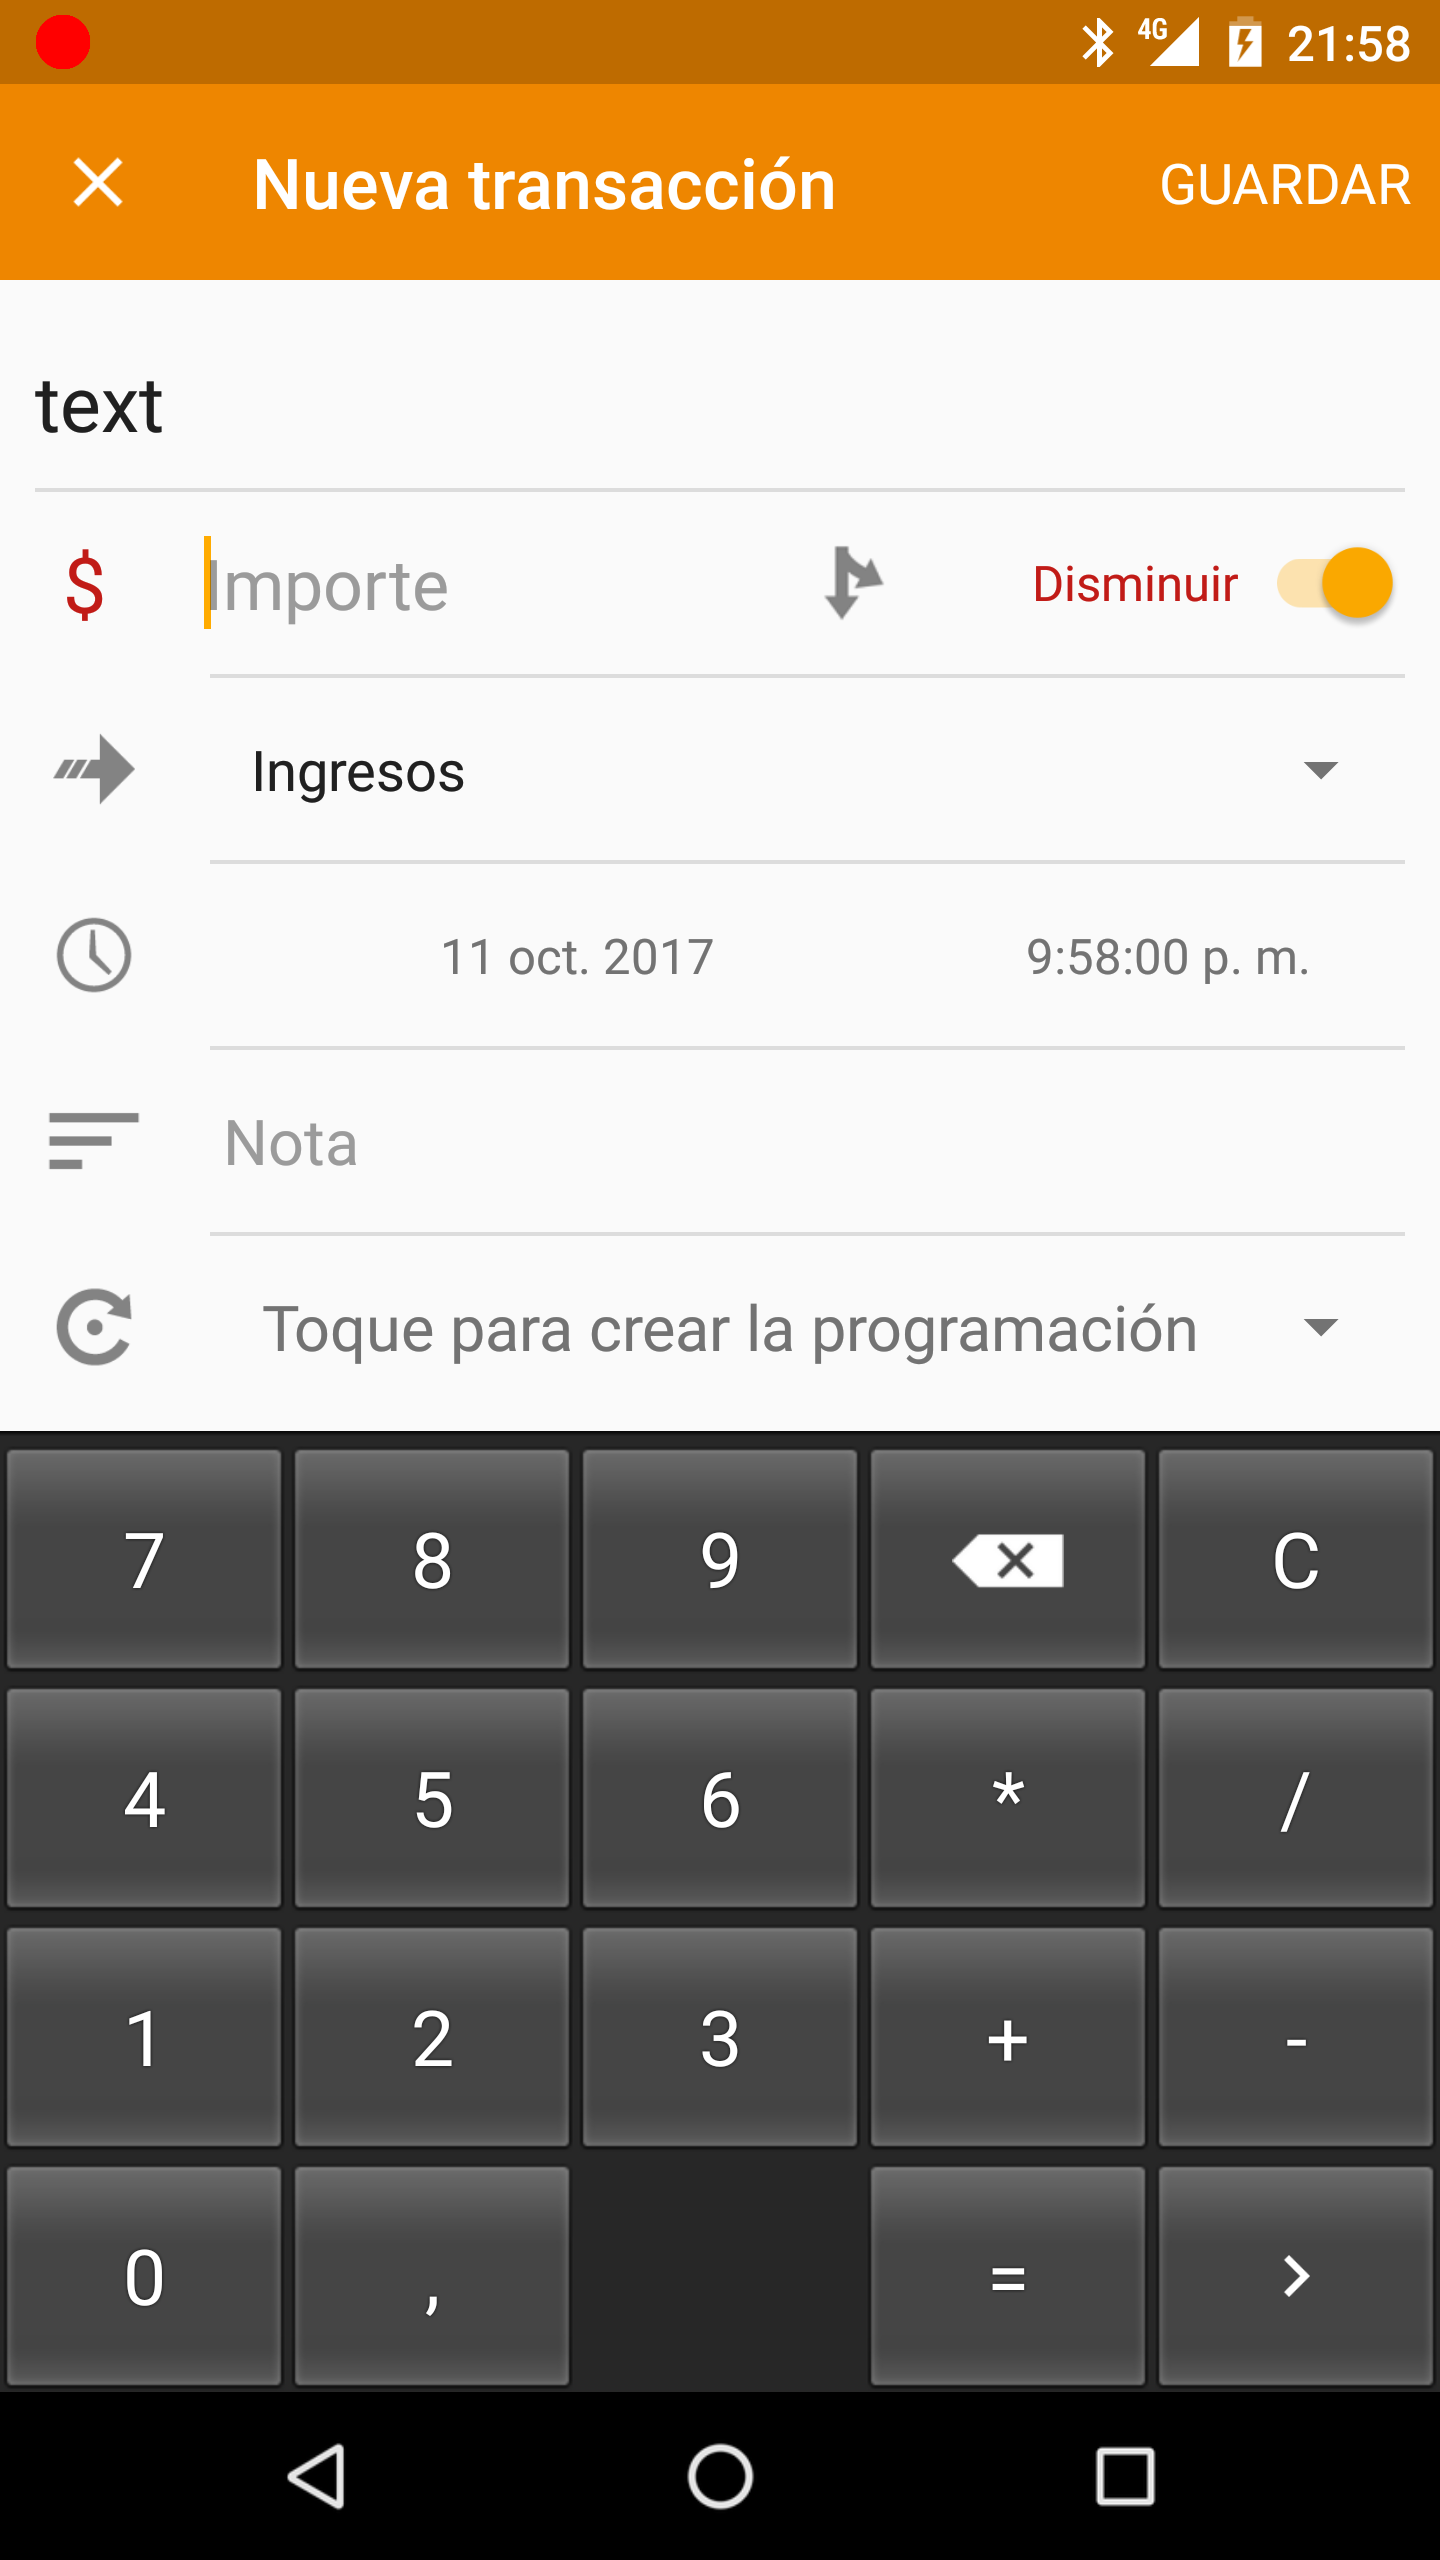 4G 21:58
Nueva transacción GUARDAR
text
$ Importe Disminuir
Ingresos
11 oct. 2017 9:58:00 p. m.
Nota
Toque para crear la programación
7 8 9 C
4 5 6 * /
1 2 3 + -
0 , = >